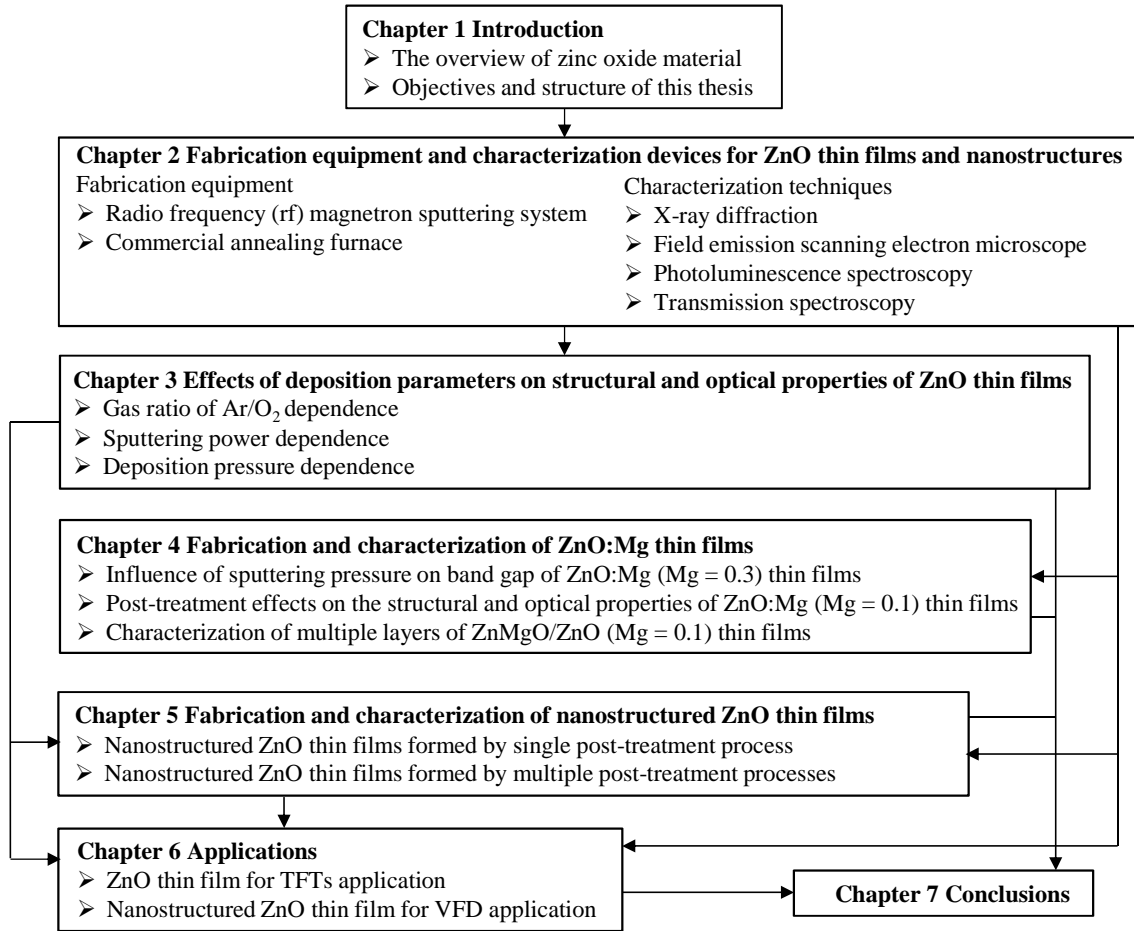 Chapter 1 Introduction
➢ The overview of zinc oxide material
➢ Objectives and structure of this thesis
Chapter 2 Fabrication equipment and characterization devices for ZnO thin films and nanostructures
Fabrication equipment
➢ Radio frequency (rf) magnetron sputtering system
➢ Commercial annealing furnace
Characterization techniques
➢ X-ray diffraction
➢ Field emission scanning electron microscope
➢ Photoluminescence spectroscopy
➢ Transmission spectroscopy
Chapter 3 Effects of deposition parameters on structural and optical properties of ZnO thin films
➢ Gas ratio of Ar/O₂ dependence
➢ Sputtering power dependence
➢ Deposition pressure dependence
Chapter 4 Fabrication and characterization of ZnO:Mg thin films
➢ Influence of sputtering pressure on band gap of ZnO:Mg (Mg = 0.3) thin films
➢ Post-treatment effects on the structural and optical properties of ZnO:Mg (Mg = 0.1) thin films
➢ Characterization of multiple layers of ZnMgO/ZnO (Mg = 0.1) thin films
Chapter 5 Fabrication and characterization of nanostructured ZnO thin films
➢ Nanostructured ZnO thin films formed by single post-treatment process
➢ Nanostructured ZnO thin films formed by multiple post-treatment processes
Chapter 6 Applications
➢ ZnO thin film for TFTs application
➢ Nanostructured ZnO thin film for VFD application
Chapter 7 Conclusions